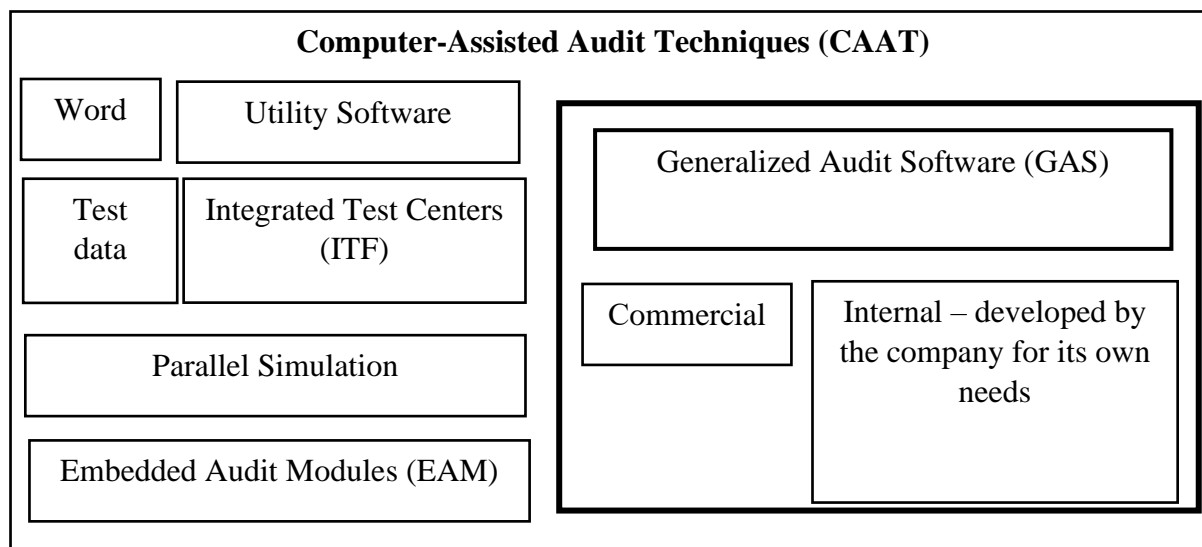 Computer-Assisted Audit Techniques (CAAT)
Word
Utility Software
Test
data
Integrated Test Centers
(ITF)
Parallel Simulation
Embedded Audit Modules (EAM)
Generalized Audit Software (GAS)
Commercial
Internal – developed by
the company for its own
needs